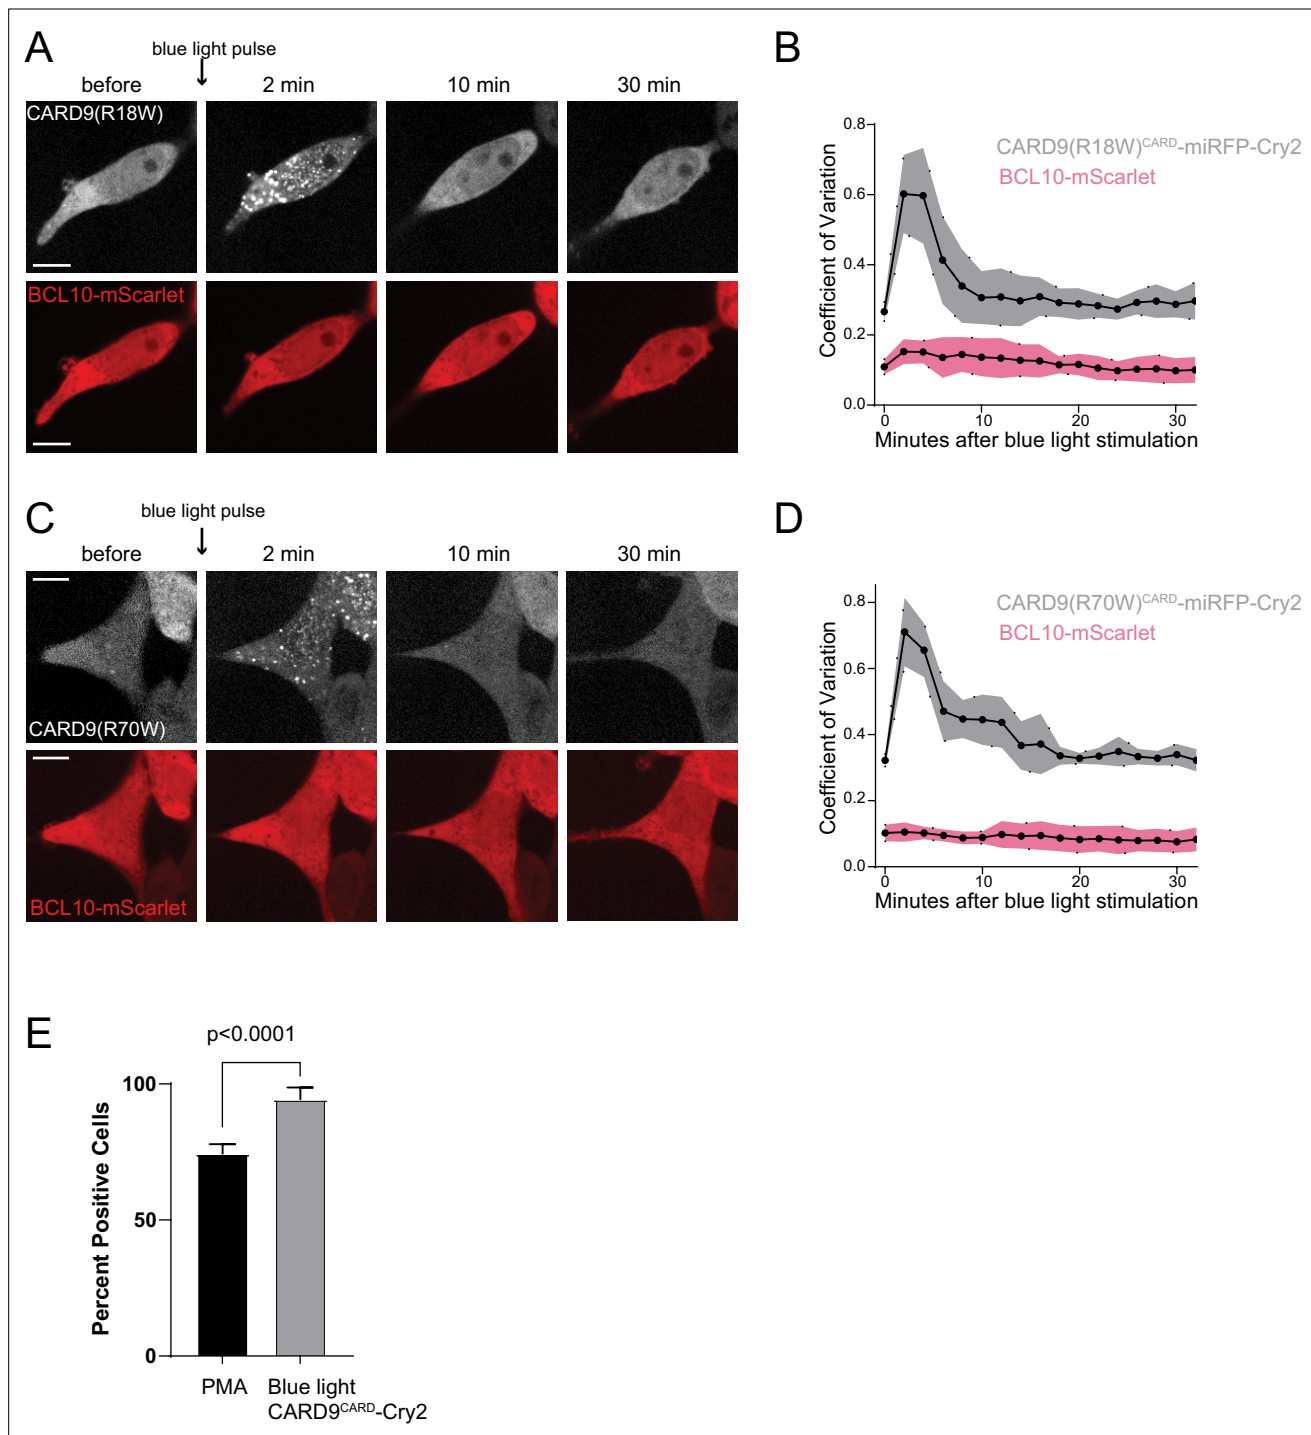 A
blue light pulse
before 2 min 10 min 30 min
CARD9(R18W)
BCL10-mScarlet
B
0.8
0.6
0.4
0.2
0.0
Coefficient of Variation
CARD9(R18W)CARD-miRFP-Cry2
BCL10-mScarlet
0 10 20 30
Minutes after blue light stimulation
C
blue light pulse
before 2 min 10 min 30 min
CARD9(R70W)
BCL10-mScarlet
D
0.8
0.6
0.4
0.2
0.0
Coefficient of Variation
CARD9(R70W)CARD-miRFP-Cry2
BCL10-mScarlet
0 10 20 30
Minutes after blue light stimulation
E
p<0.0001
100
50
0
Percent Positive Cells
PMA Blue light
CARD9CARD-Cry2